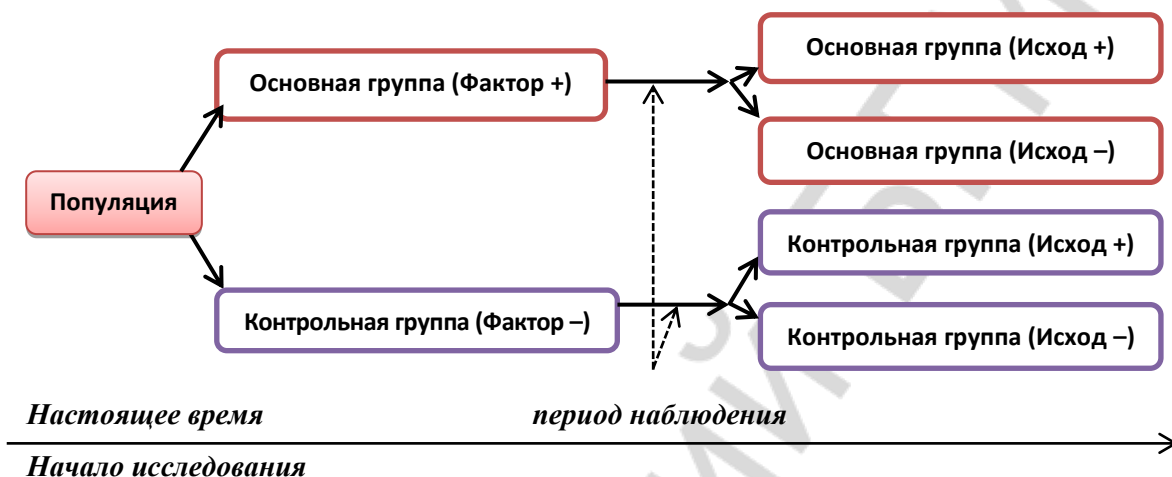 Основная группа (Исход +)
Основная группа (Фактор +)
Основная группа (Исход –)
Популяция
Контрольная группа (Исход +)
Контрольная группа (Фактор –)
Контрольная группа (Исход –)
Настоящее время
период наблюдения
Начало исследования